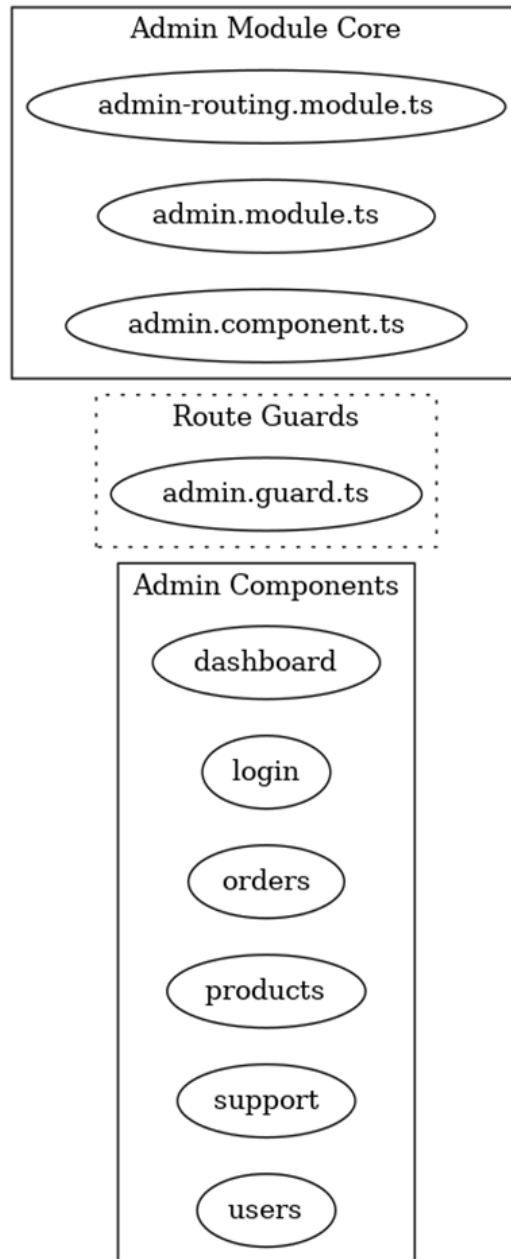 Admin Module Core
admin-routing.module.ts
admin.module.ts
admin.component.ts
Route Guards
admin.guard.ts
Admin Components
dashboard
login
orders
products
support
users